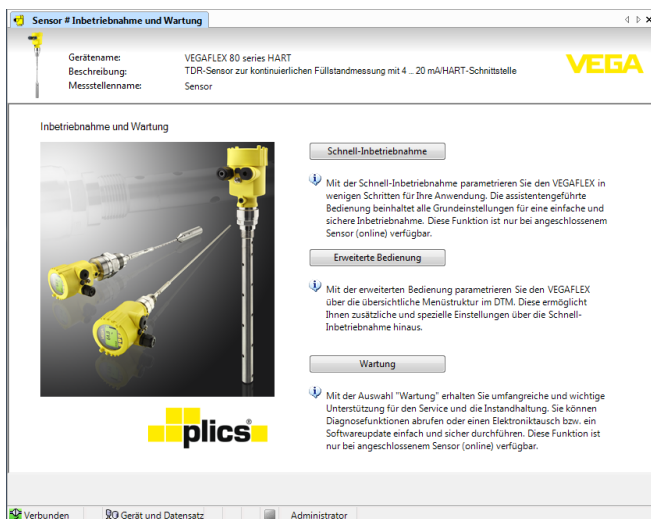 Sensor # Inbetriebnahme und Wartung
Gerätename: VEGAFLEX 80 series HART
Beschreibung: TDR-Sensor zur kontinuierlichen Füllstandmessung mit 4 .. 20 mA/HART-Schnittstelle
Messstellenname: Sensor
VEGA
Inbetriebnahme und Wartung
Schnell-Inbetriebnahme
Mit der Schnell-Inbetriebnahme parametrieren Sie den VEGAFLEX in
wenigen Schritten für Ihre Anwendung. Die assistentengeführte
Bedienung beinhaltet alle Grundeinstellungen für eine einfache und
sichere Inbetriebnahme. Diese Funktion ist nur bei angeschlossenem
Sensor (online) verfügbar.
Erweiterte Bedienung
Mit der erweiterten Bedienung parametrieren Sie den VEGAFLEX
über die übersichtliche Menüstruktur im DTM. Diese ermöglicht
Ihnen zusätzliche und spezielle Einstellungen über die Schnell-
Inbetriebnahme hinaus.
Wartung
Mit der Auswahl "Wartung" erhalten Sie umfangreiche und wichtige
Unterstützung für den Service und die Instandhaltung. Sie können
Diagnosefunktionen abrufen oder einen Elektroniktausch bzw. ein
Softwareupdate einfach und sicher durchführen. Diese Funktion ist
nur bei angeschlossenem Sensor (online) verfügbar.
plics®
Verbunden
Gerät und Datensatz
Administrator